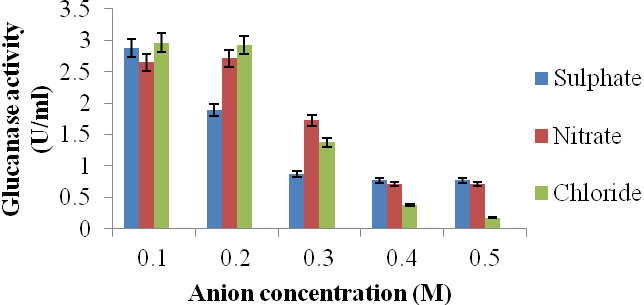 Glucanase activity
(U/ml)
3.5
3
2.5
2
1.5
1
0.5
0
0.1 0.2 0.3 0.4 0.5
Anion concentration (M)
Sulphate
Nitrate
Chloride